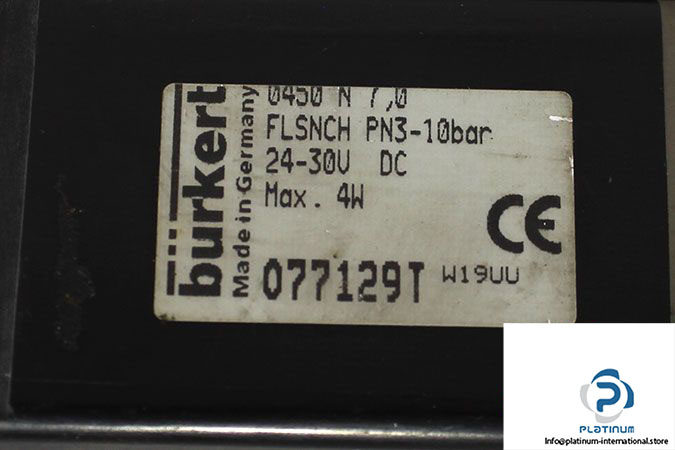 bürkert
Made in Germany
0450 N 7,0
FLSNCH PN3-10bar
24-30V DC
Max. 4W
CE
077129T W19UU
PLATINUM
Info@platinum-international.store